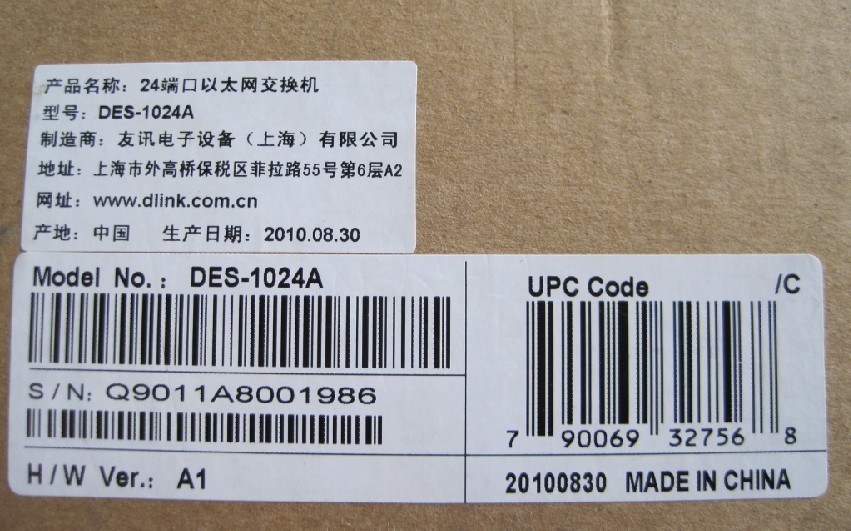 产品名称：24端口以太网交换机
型号：DES-1024A
制造商：友讯电子设备（上海）有限公司
地址：上海市外高桥保税区菲拉路55号第6层A2
网址：www.dlink.com.cn
产地：中国 生产日期：2010.08.30
Model No.： DES-1024A
S/N: Q9011A8001986
H/W Ver.： A1
UPC Code /C
7 90069 32756 8
20100830 MADE IN CHINA